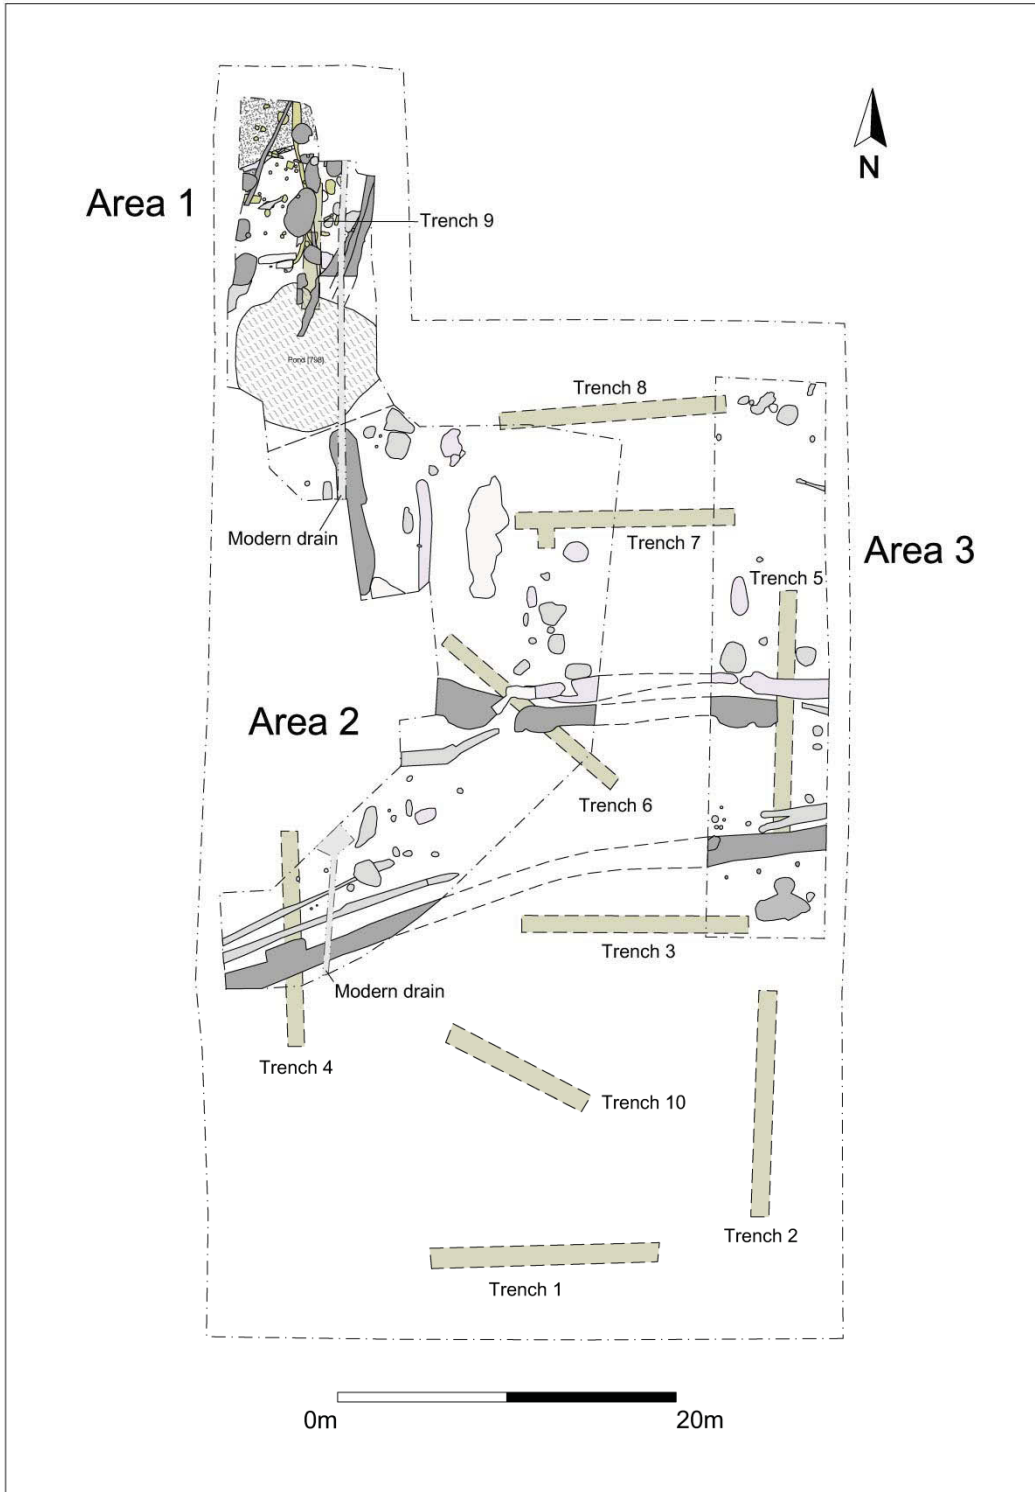 N
Area 1
Trench 9
Pond [798]
Trench 8
Modern drain
Trench 7
Area 3
Trench 5
Area 2
Trench 6
Trench 3
Modern drain
Trench 4
Trench 10
Trench 2
Trench 1
0m
20m